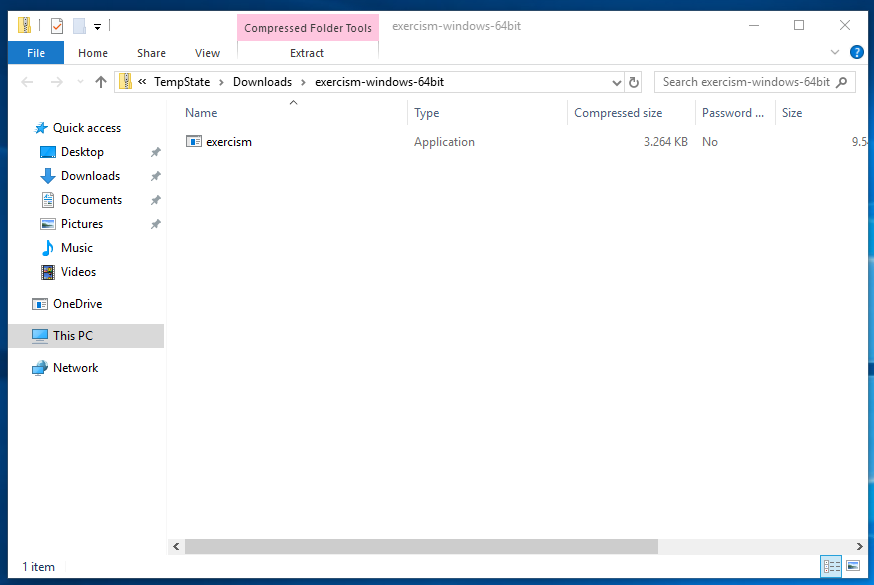 Compressed Folder Tools exercism-windows-64bit
File Home Share View Extract
« TempState > Downloads > exercism-windows-64bit Search exercism-windows-64bit
Name Type Compressed size Password ... Size
exercism Application 3.264 KB No 9.5
Quick access
Desktop
Downloads
Documents
Pictures
Music
Videos
OneDrive
This PC
Network
1 item